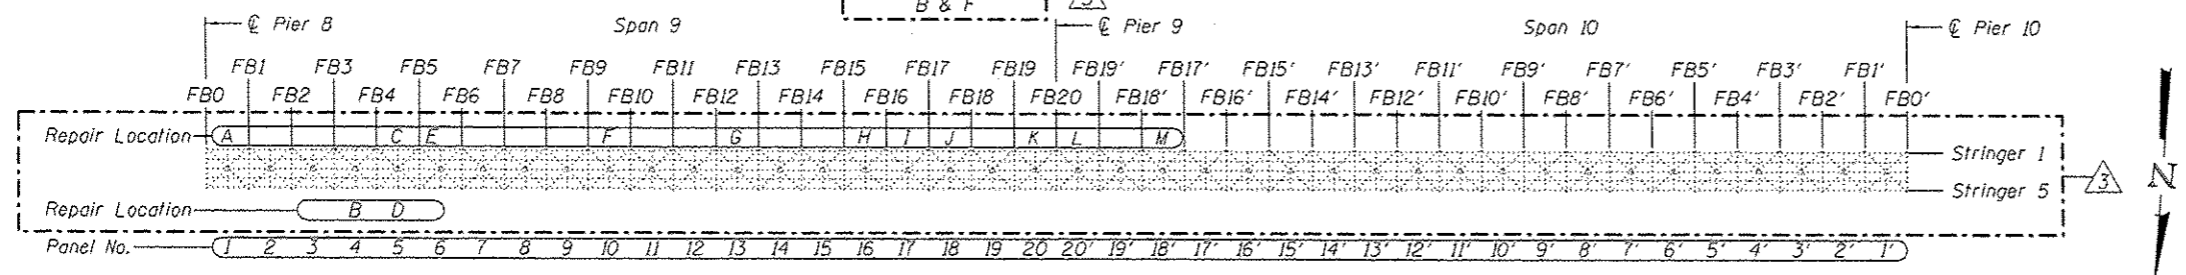 B & F
3
℄ Pier 8 Span 9 ℄ Pier 9 Span 10 ℄ Pier 10
FB1 FB3 FB5 FB7 FB9 FB11 FB13 FB15 FB17 FB19 FB19' FB17' FB15' FB13' FB11' FB9' FB7' FB5' FB3' FB1'
FB0 FB2 FB4 FB6 FB8 FB10 FB12 FB14 FB16 FB18 FB20 FB18' FB16' FB14' FB12' FB10' FB8' FB6' FB4' FB2' FB0'
Repair Location A C E F G H I J K L M
Stringer 1
3 N
Stringer 5
Repair Location B D
Panel No. 1 2 3 4 5 6 7 8 9 10 11 12 13 14 15 16 17 18 19 20 20' 19' 18' 17' 16' 15' 14' 13' 12' 11' 10' 9' 8' 7' 6' 5' 4' 3' 2' 1'